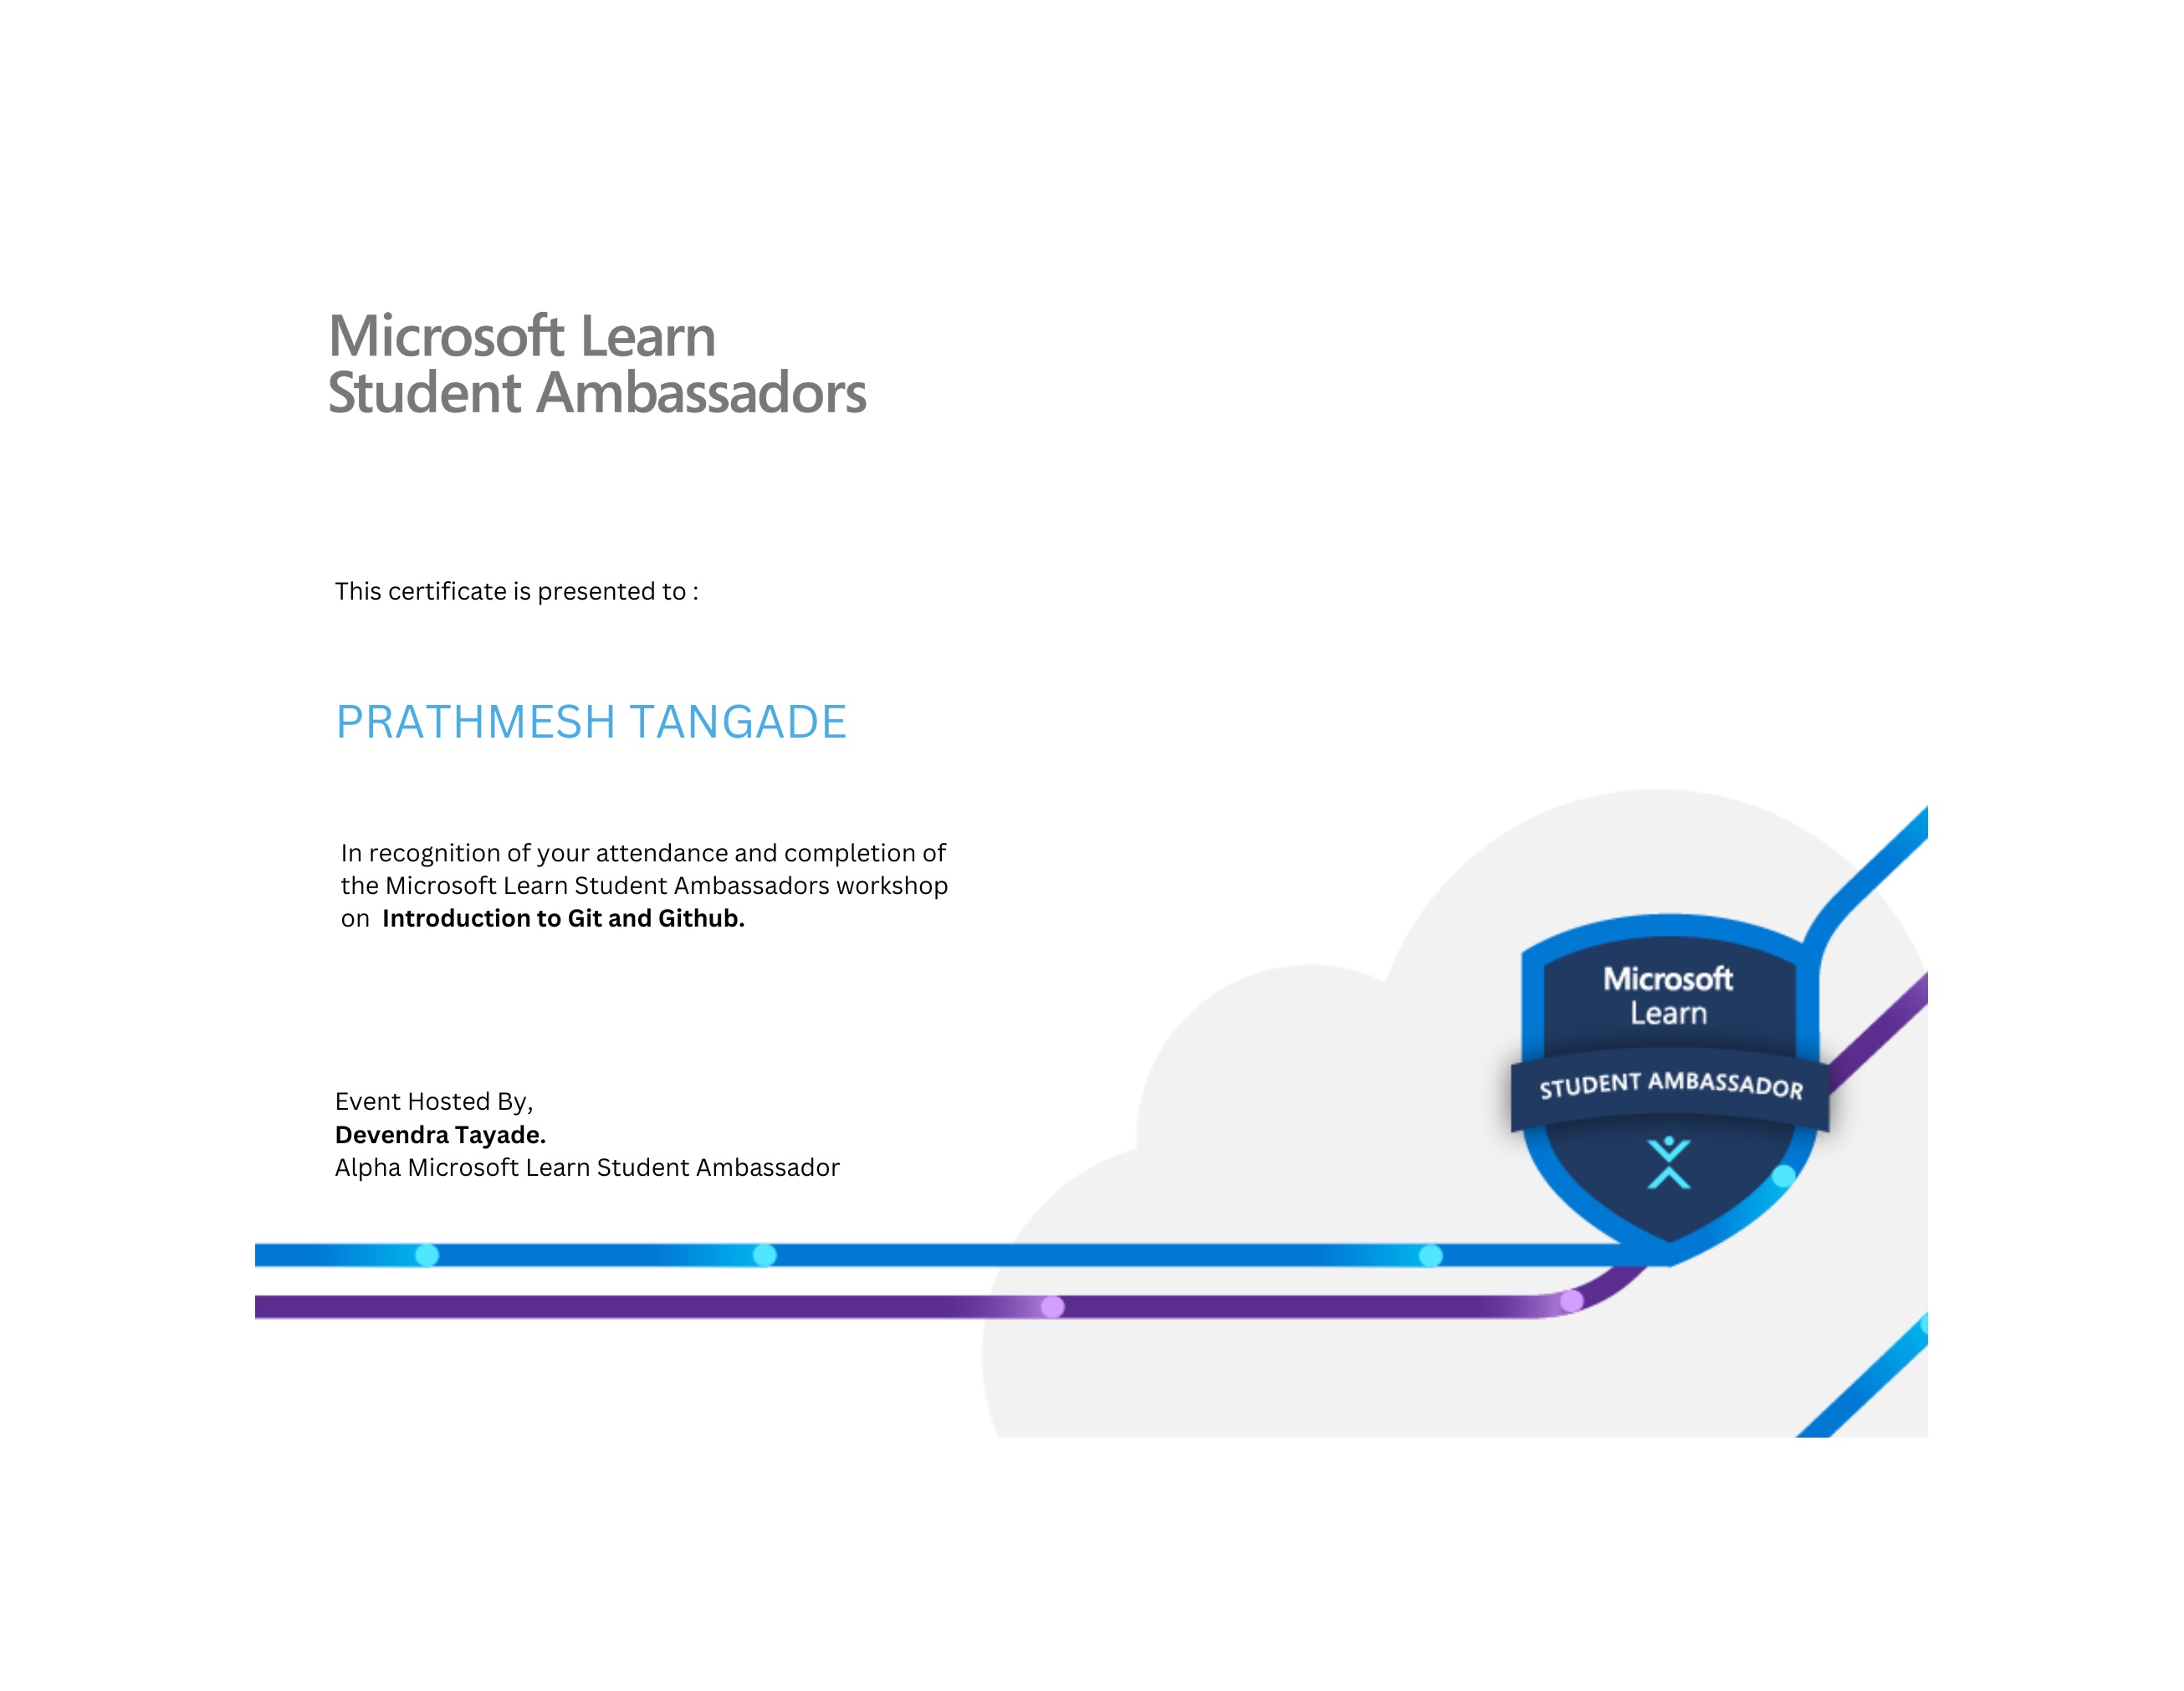 Microsoft Learn
Student Ambassadors
This certificate is presented to :
PRATHMESH TANGADE
In recognition of your attendance and completion of
the Microsoft Learn Student Ambassadors workshop
on Introduction to Git and Github.
Event Hosted By,
Devendra Tayade.
Alpha Microsoft Learn Student Ambassador
Microsoft
Learn
STUDENT AMBASSADOR